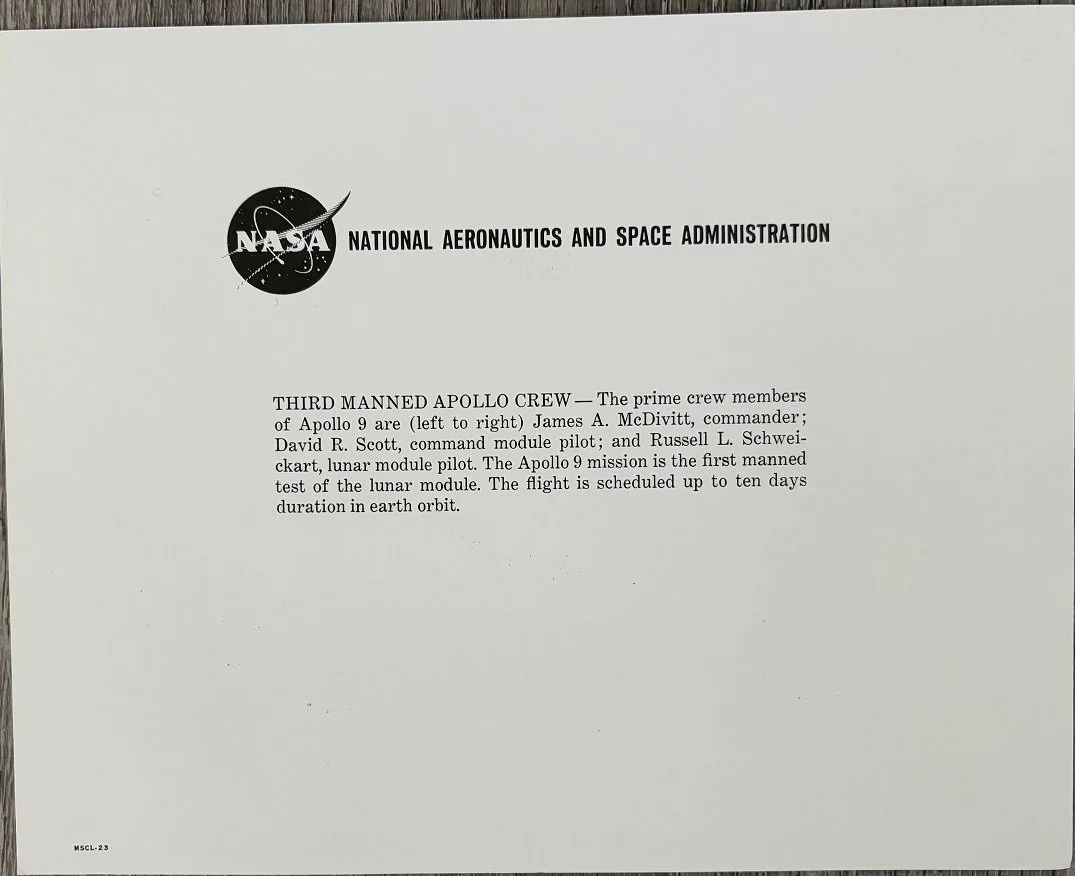 NASA NATIONAL AERONAUTICS AND SPACE ADMINISTRATION
THIRD MANNED APOLLO CREW — The prime crew members
of Apollo 9 are (left to right) James A. McDivitt, commander;
David R. Scott, command module pilot; and Russell L. Schwei-
ckart, lunar module pilot. The Apollo 9 mission is the first manned
test of the lunar module. The flight is scheduled up to ten days
duration in earth orbit.
MSCL-23